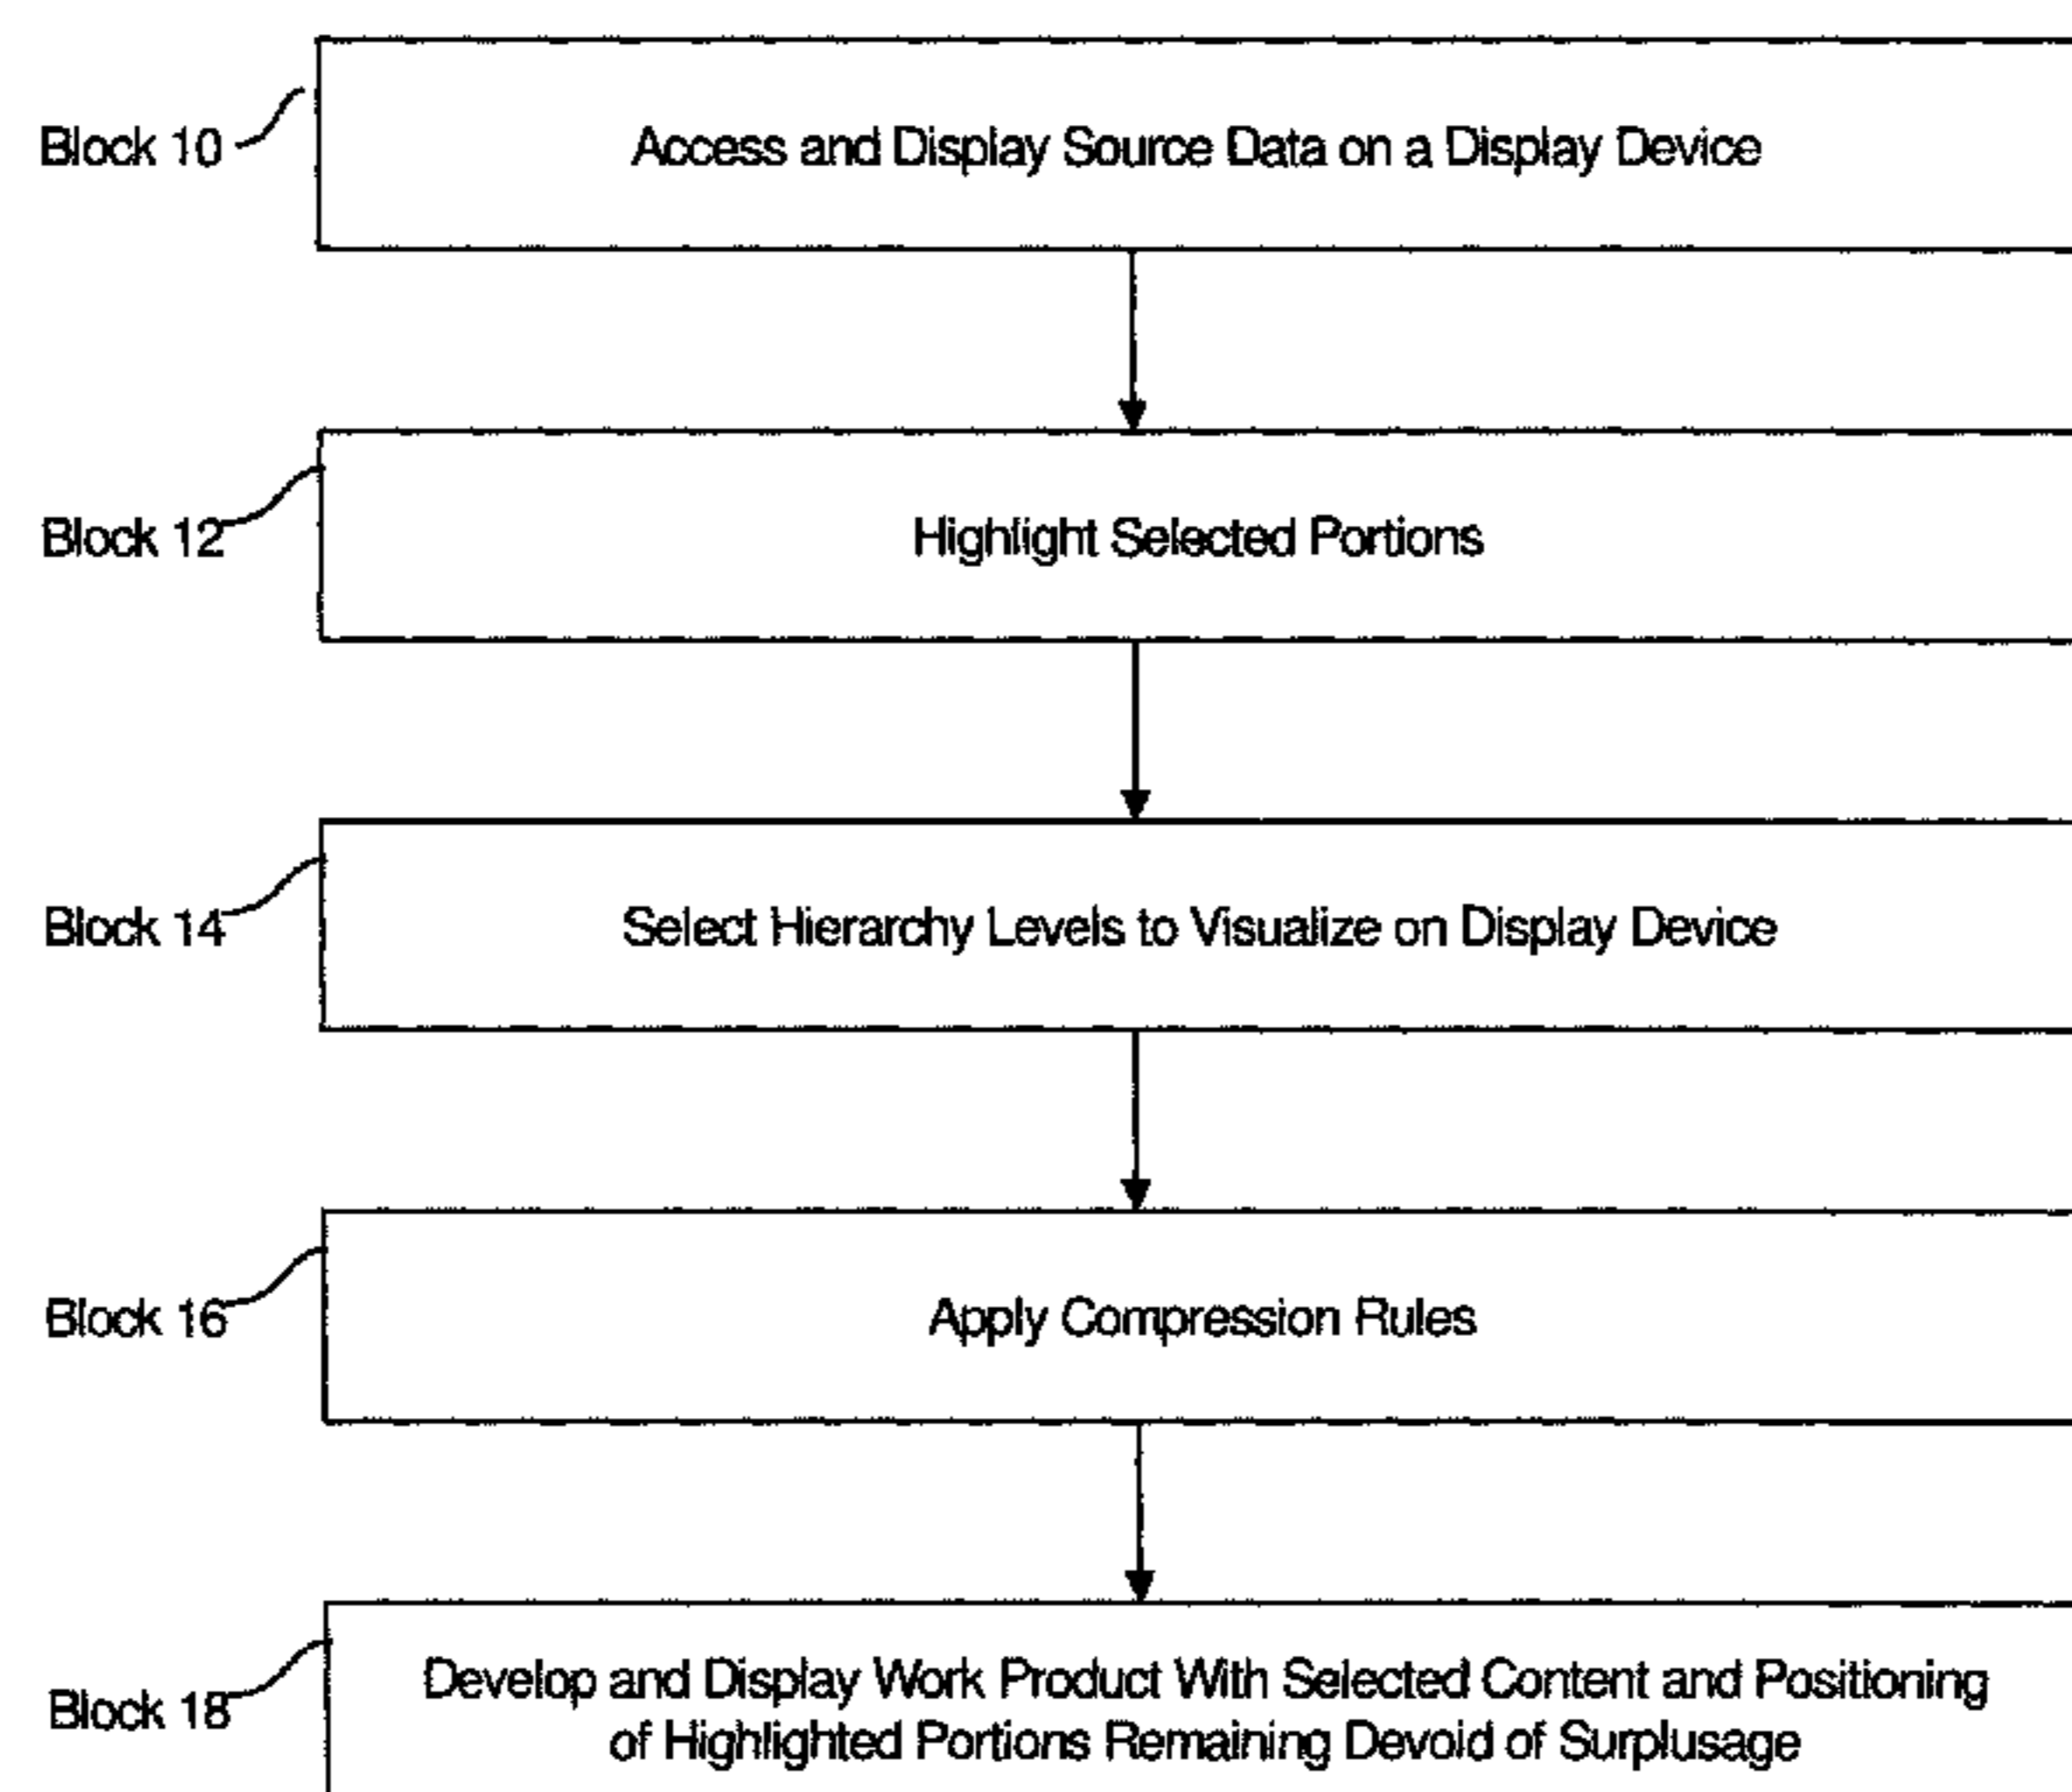 Block 10
Access and Display Source Data on a Display Device
Block 12
Highlight Selected Portions
Block 14
Select Hierarchy Levels to Visualize on Display Device
Block 16
Apply Compression Rules
Block 18
Develop and Display Work Product With Selected Content and Positioning
of Highlighted Portions Remaining Devoid of Surplusage